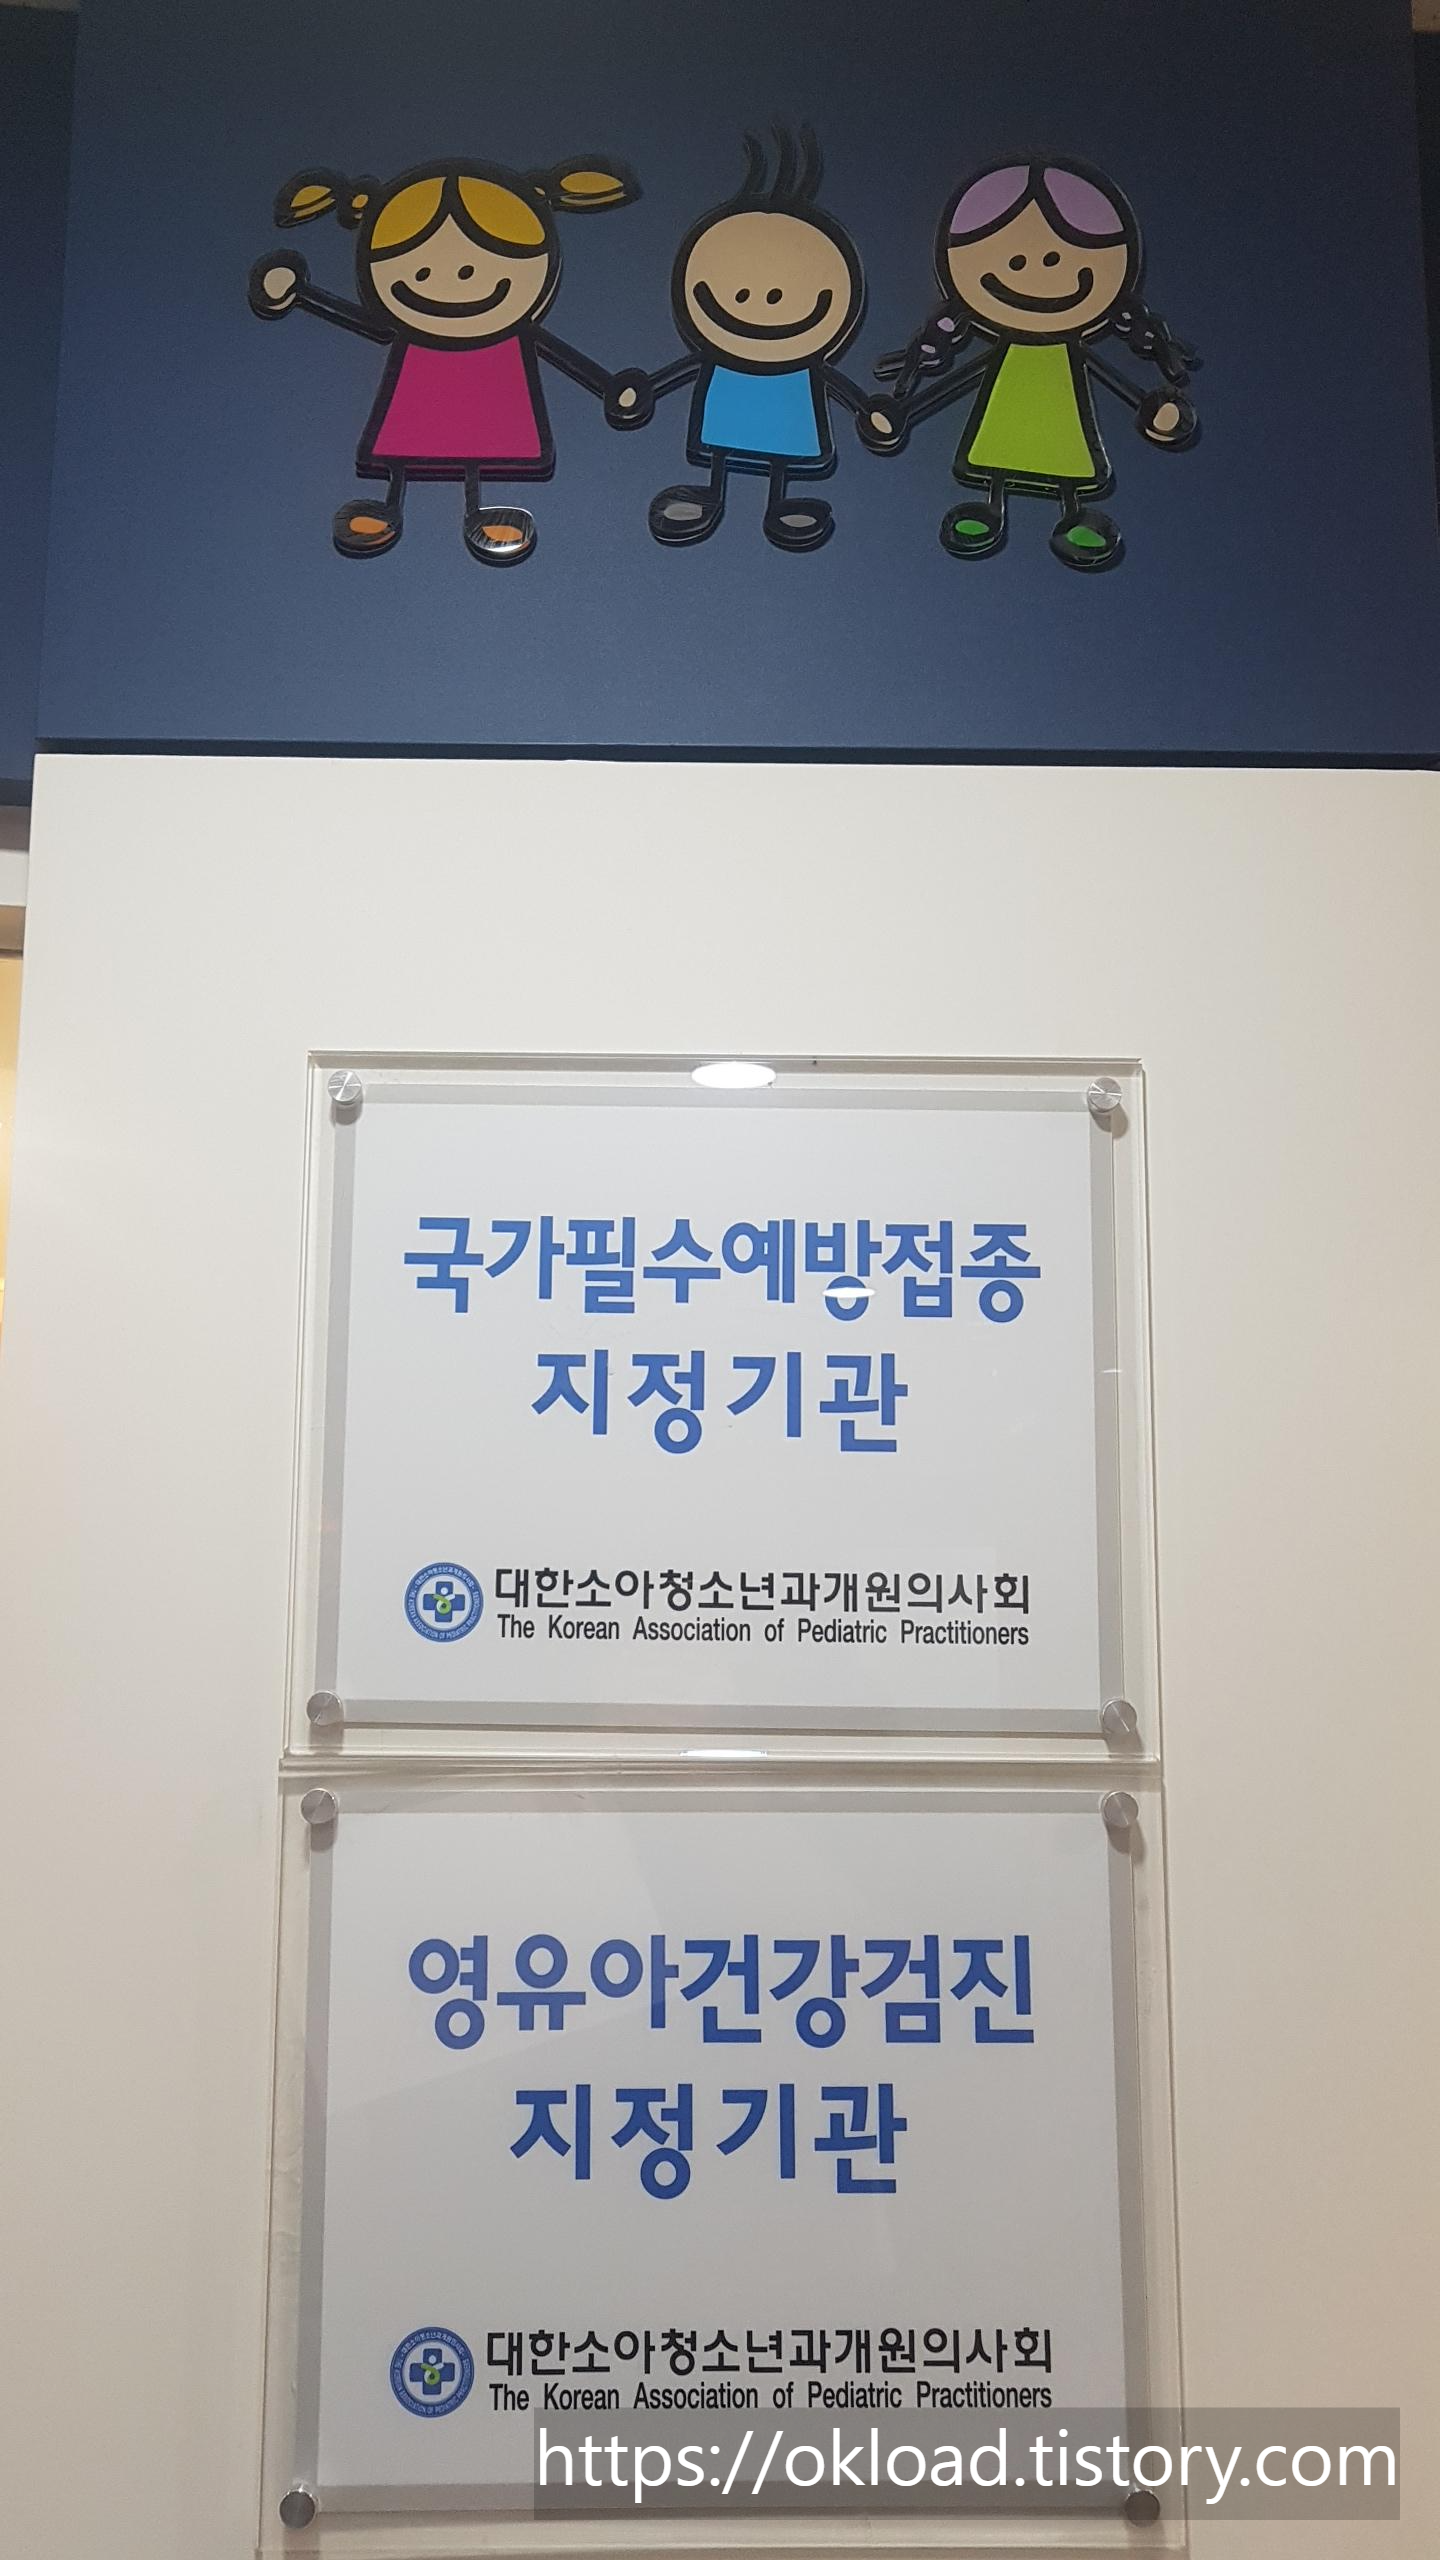 국가필수예방접종
지정기관
대한소아청소년과개원의사회
The Korean Association of Pediatric Practitioners
영유아건강검진
지정기관
대한소아청소년과개원의사회
The Korean Association of Pediatric Practitioners
https://okload.tistory.com